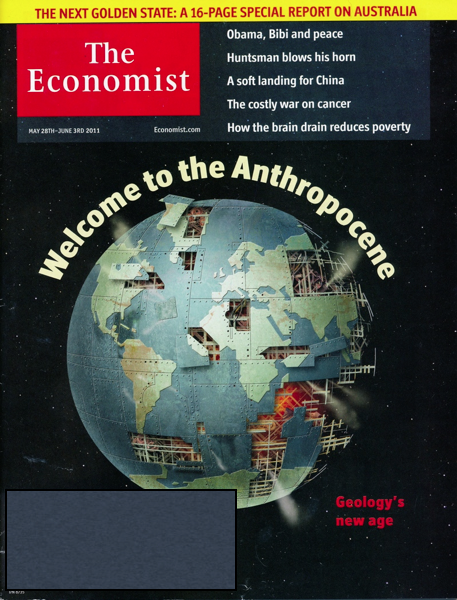 THE NEXT GOLDEN STATE: A 16-PAGE SPECIAL REPORT ON AUSTRALIA
The
Economist
MAY 28TH–JUNE 3RD 2011
Economist.com
Obama, Bibi and peace
Huntsman blows his horn
A soft landing for China
The costly war on cancer
How the brain drain reduces poverty
Welcome to the Anthropocene
Geology's
new age